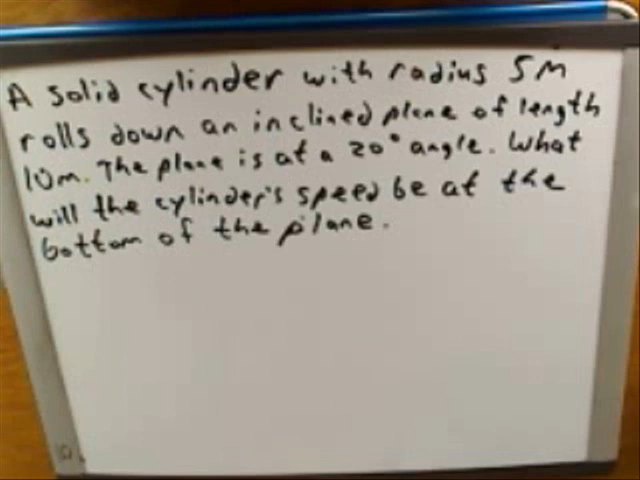 A solid cylinder with radius 5m
rolls down an inclined plane of length
10m. The plane is at a 20° angle. What
will the cylinder's speed be at the
bottom of the plane.